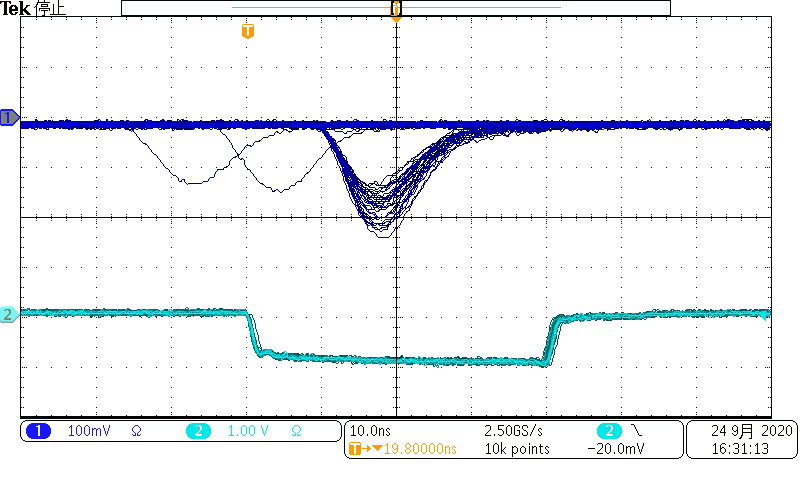 Tek 停止
T
T
1
2
1 100mV Ω 2 1.00 V Ω
10.0ns 2.50GS/s 2
T→▼19.80000ns 10k points −20.0mV
24 9月 2020
16:31:13